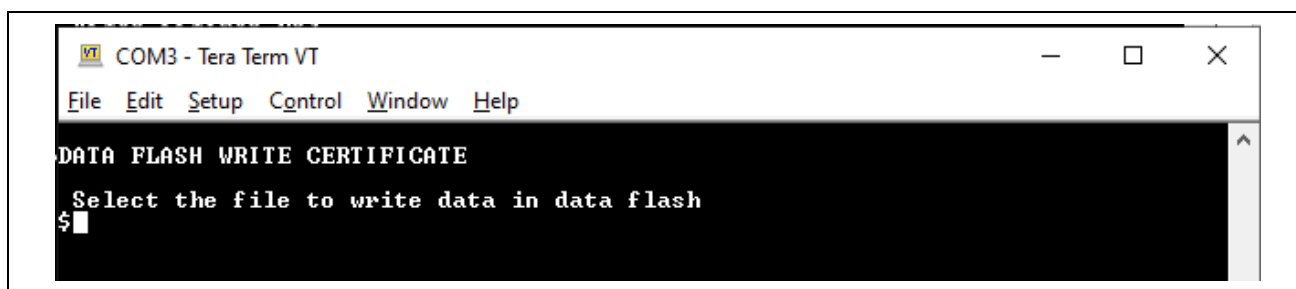 COM3 - Tera Term VT
File Edit Setup Control Window Help
DATA FLASH WRITE CERTIFICATE
Select the file to write data in data flash
$